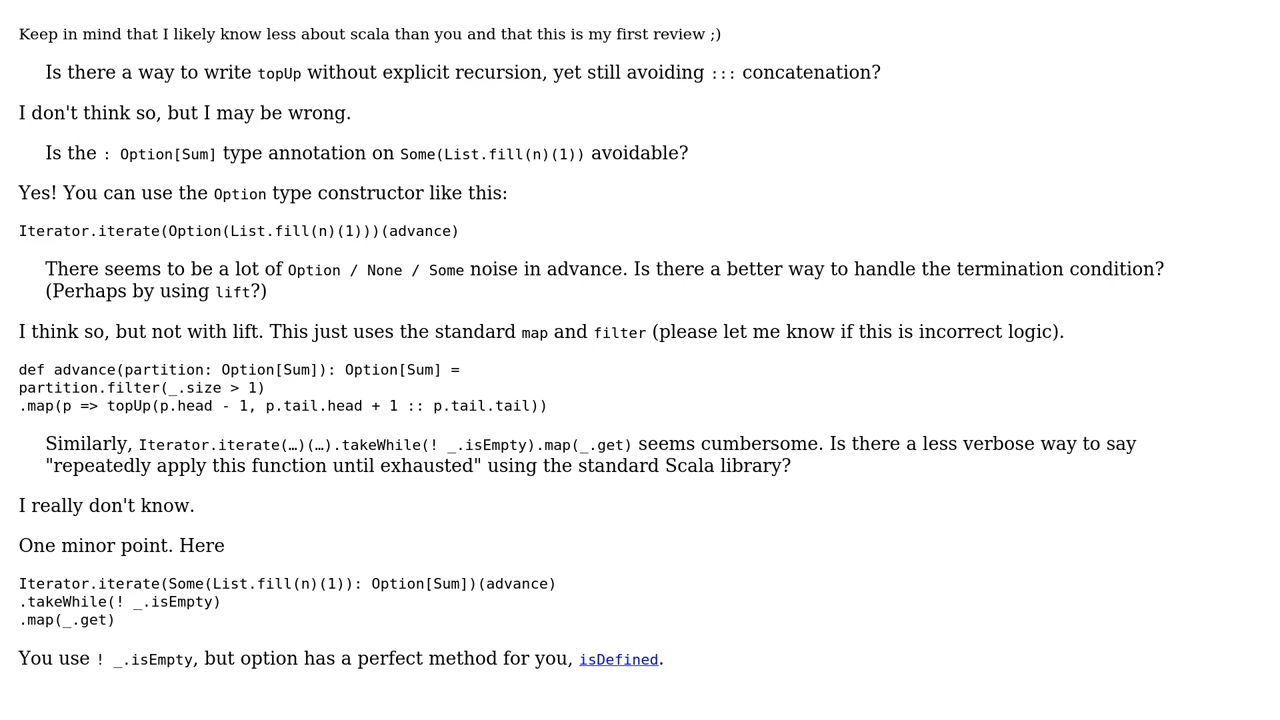 Keep in mind that I likely know less about scala than you and that this is my first review ;)
Is there a way to write topUp without explicit recursion, yet still avoiding ::: concatenation?
I don't think so, but I may be wrong.
Is the : Option[Sum] type annotation on Some(List.fill(n)(1)) avoidable?
Yes! You can use the Option type constructor like this:
Iterator.iterate(Option(List.fill(n)(1)))(advance)
There seems to be a lot of Option / None / Some noise in advance. Is there a better way to handle the termination condition?
(Perhaps by using lift?)
I think so, but not with lift. This just uses the standard map and filter (please let me know if this is incorrect logic).
def advance(partition: Option[Sum]): Option[Sum] =
partition.filter(_.size > 1)
.map(p => topUp(p.head - 1, p.tail.head + 1 :: p.tail.tail))
Similarly, Iterator.iterate(…)(…).takeWhile(! _.isEmpty).map(_.get) seems cumbersome. Is there a less verbose way to say
"repeatedly apply this function until exhausted" using the standard Scala library?
I really don't know.
One minor point. Here
Iterator.iterate(Some(List.fill(n)(1)): Option[Sum])(advance)
.takeWhile(! _.isEmpty)
.map(_.get)
You use ! _.isEmpty, but option has a perfect method for you, isDefined.